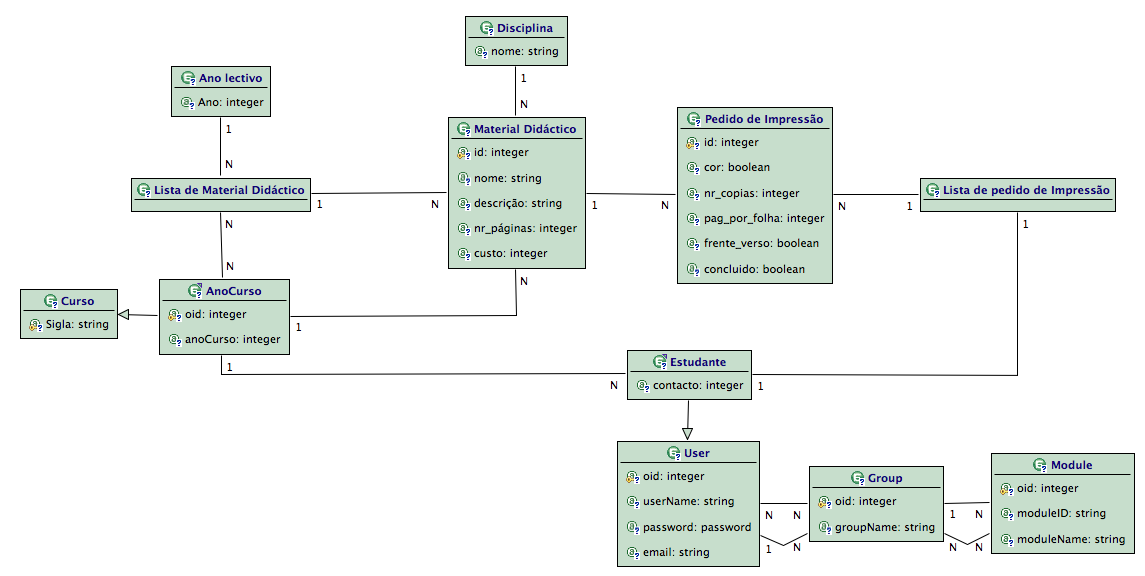 Disciplina
nome: string
1
N
Ano lectivo
Ano: integer
1
N
Lista de Material Didáctico
1
N
N
N
Material Didáctico
id: integer
nome: string
descrição: string
nr_páginas: integer
custo: integer
1
N
N
1
Pedido de Impressão
id: integer
cor: boolean
nr_copias: integer
pag_por_folha: integer
frente_verso: boolean
concluido: boolean
N
1
Lista de pedido de Impressão
1
1
Curso
Sigla: string
AnoCurso
oid: integer
anoCurso: integer
1
N
Estudante
contacto: integer
User
oid: integer
userName: string
password: password
email: string
N
N
1
N
Group
oid: integer
groupName: string
1
N
N
N
Module
oid: integer
moduleID: string
moduleName: string